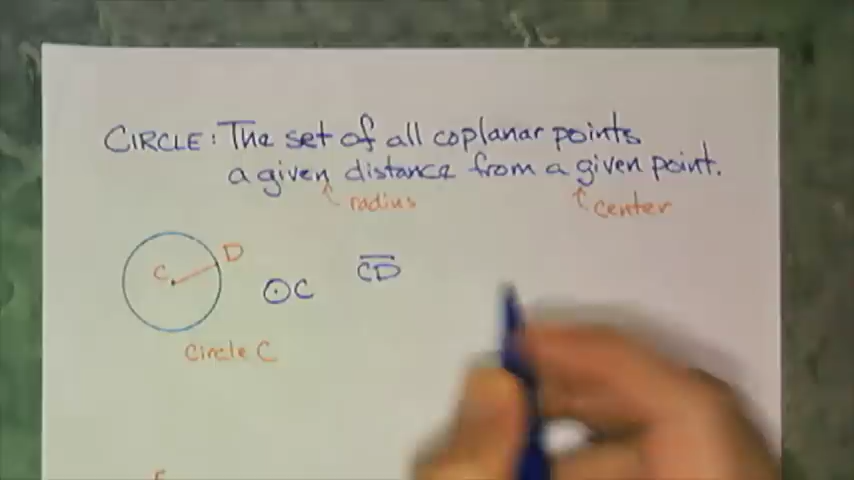 CIRCLE: The set of all coplanar points
a given distance from a given point.
radius
center
C
D
⊙C
CD
Circle C